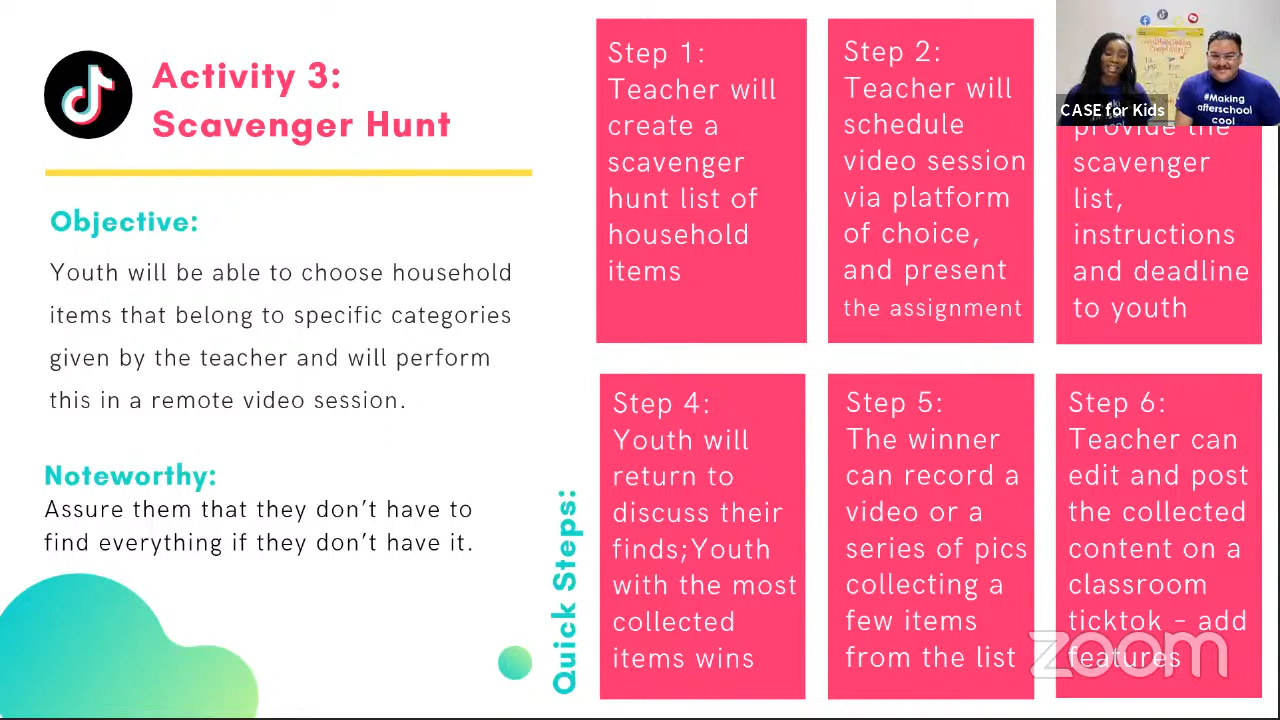 Activity 3:
Scavenger Hunt
Objective:
Youth will be able to choose household
items that belong to specific categories
given by the teacher and will perform
this in a remote video session.
Noteworthy:
Assure them that they don't have to
find everything if they don't have it.
Quick Steps:
Step 1:
Teacher will
create a
scavenger
hunt list of
household
items
Step 2:
Teacher will
schedule
video session
via platform
of choice,
and present
the assignment
provide the
scavenger
list,
instructions
and deadline
to youth
Step 4:
Youth will
return to
discuss their
finds;Youth
with the most
collected
items wins
Step 5:
The winner
can record a
video or a
series of pics
collecting a
few items
from the list
Step 6:
Teacher can
edit and post
the collected
content on a
classroom
ticktok - add
features
zoom
CASE for Kids
#Making
afterschool
cool